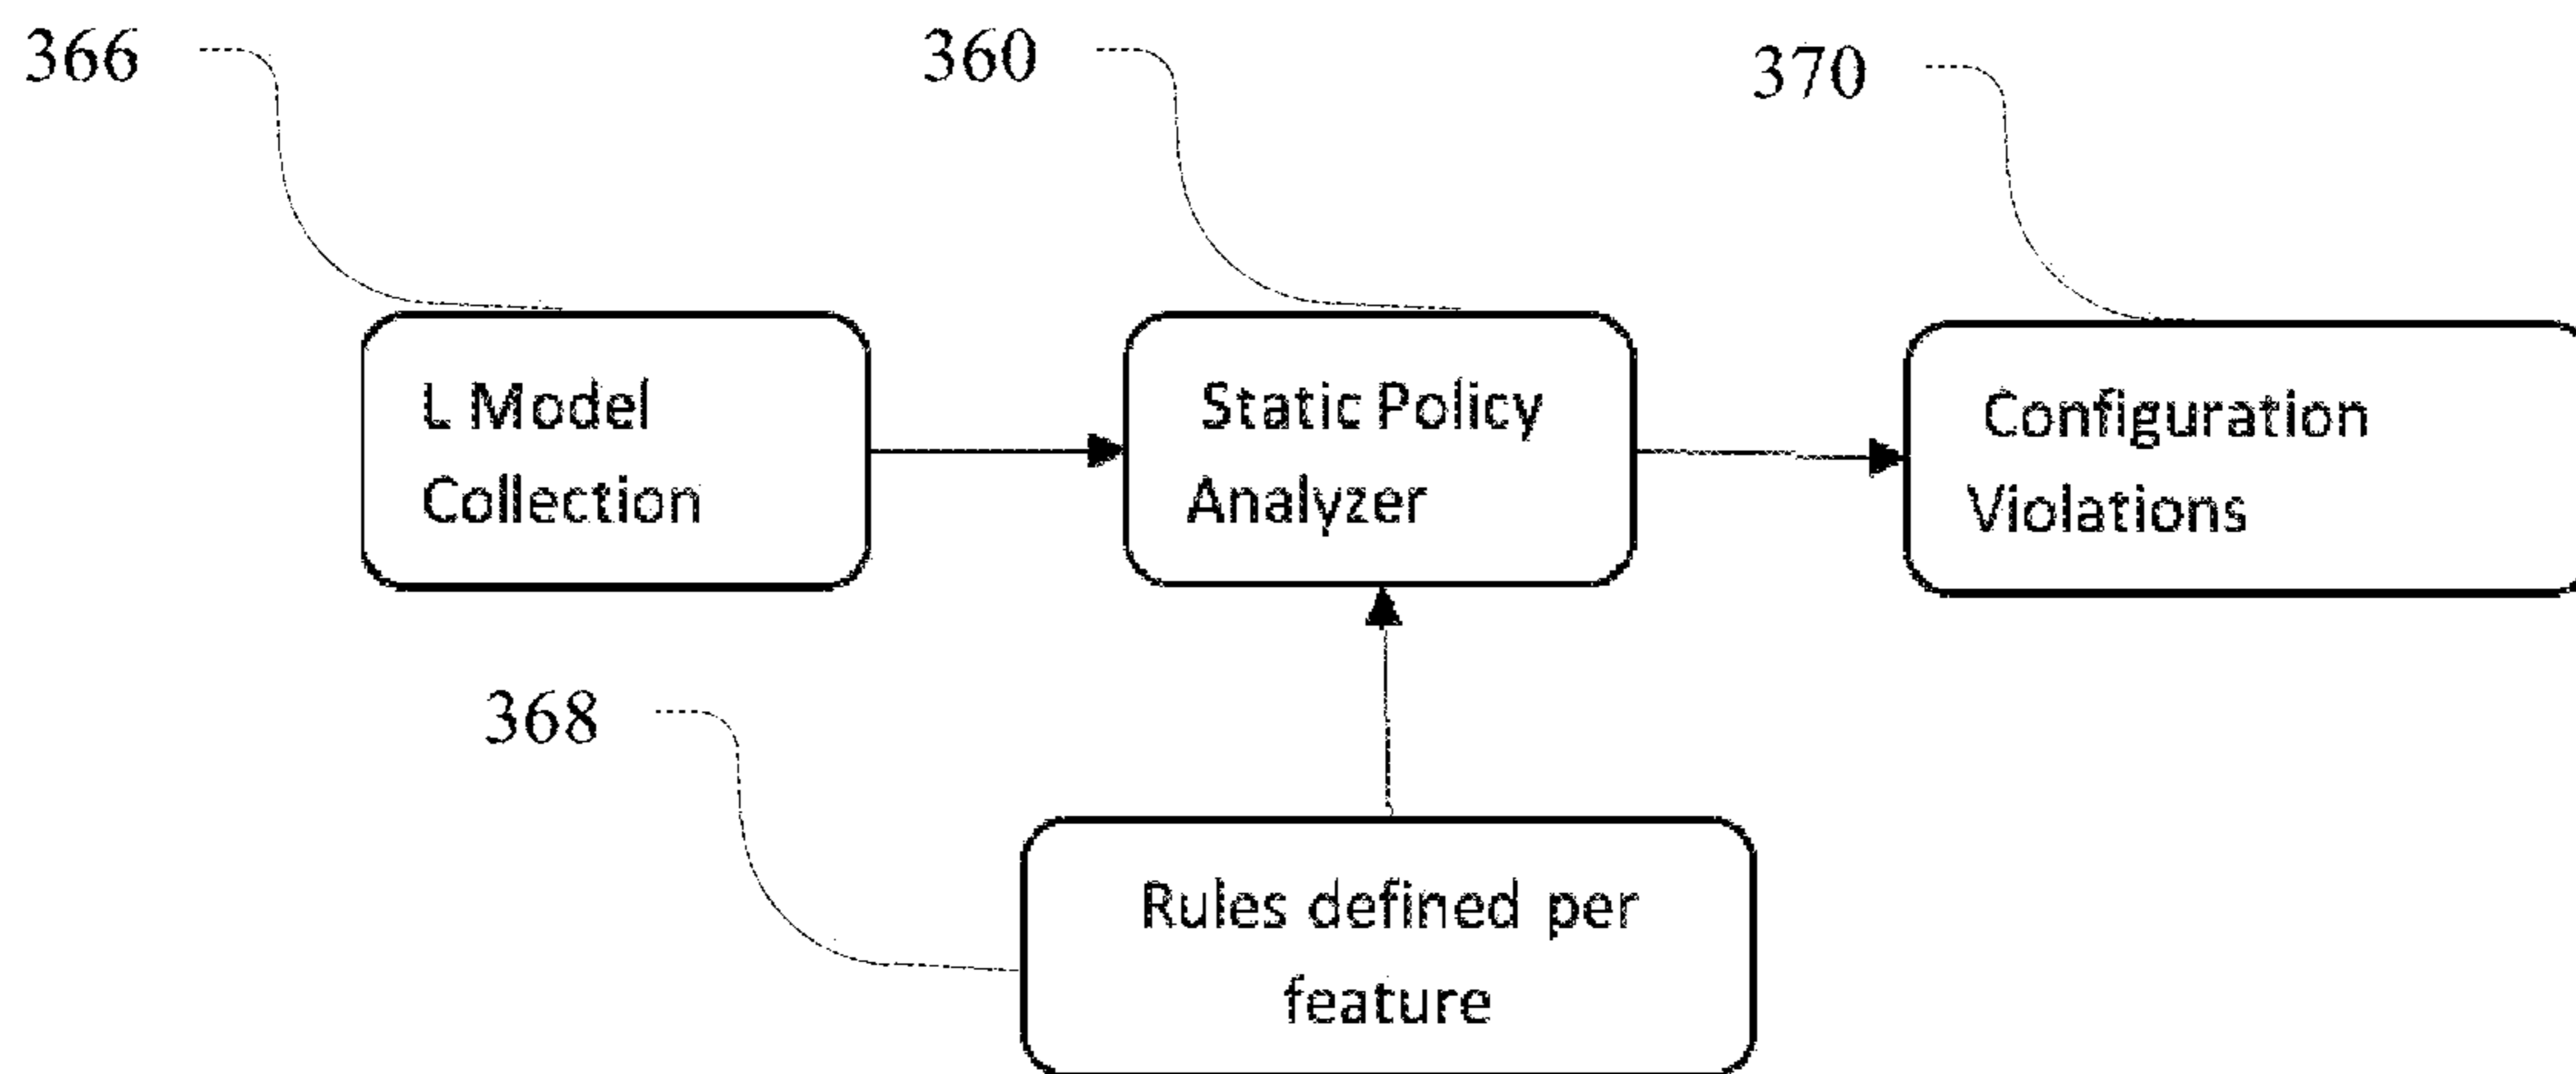 366
360
370
L Model
Collection
Static Policy
Analyzer
Configuration
Violations
368
Rules defined per
feature